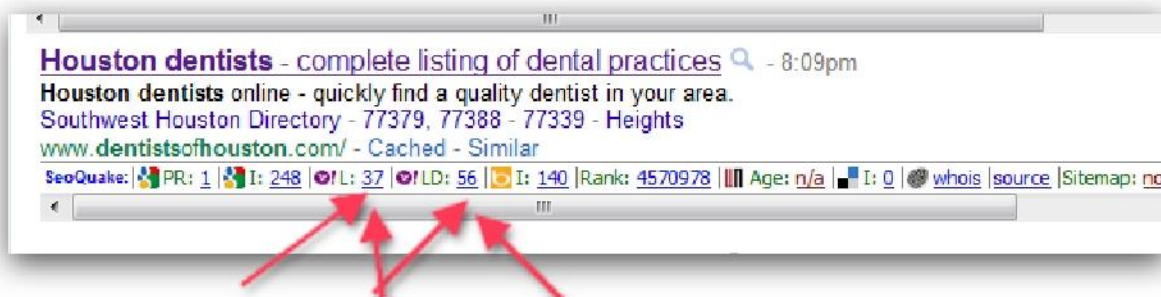 Houston dentists - complete listing of dental practices - 8:09pm
Houston dentists online - quickly find a quality dentist in your area.
Southwest Houston Directory - 77379, 77388 - 77339 - Heights
www.dentistsofhouston.com/ - Cached - Similar
SeoQuake: PR: 1 | I: 248 | Y! L: 37 | Y! LD: 56 | b I: 140 |Rank: 4570978 | Age: n/a | I: 0 | whois |source |Sitemap: no